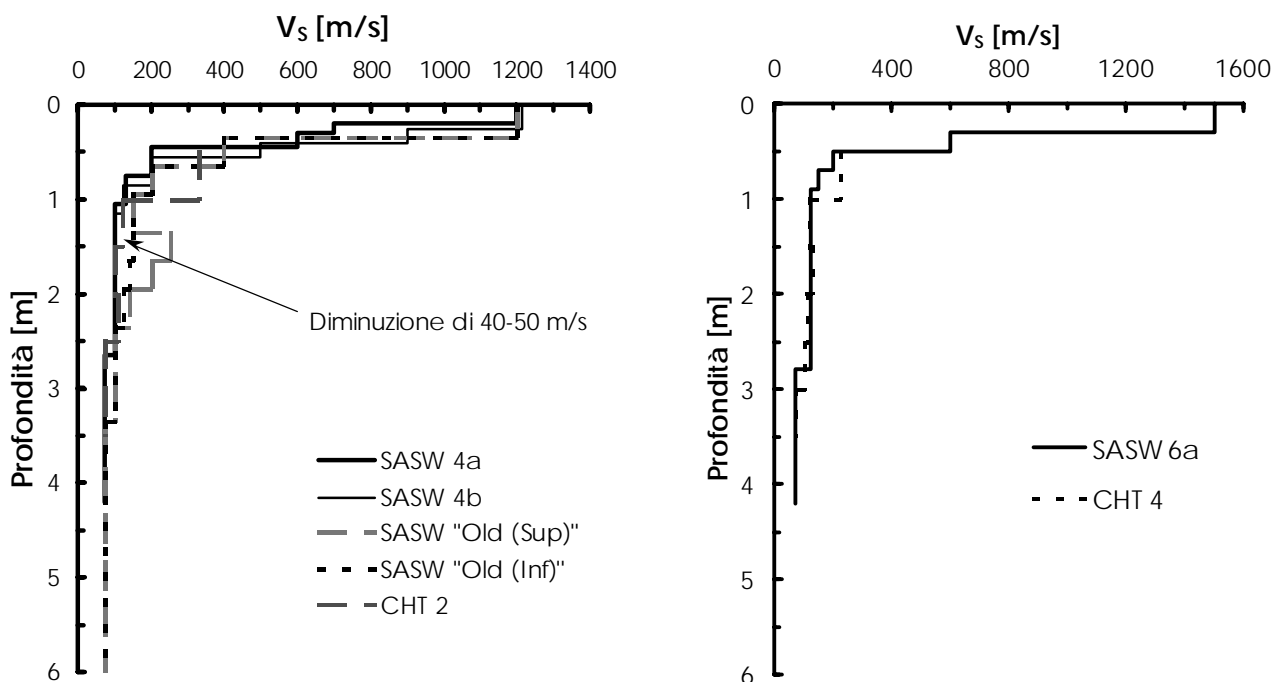 V_S [m/s]
0 200 400 600 800 1000 1200 1400
0
1
2
3
4
5
6
Profondità [m]
Diminuzione di 40-50 m/s
SASW 4a
SASW 4b
SASW "Old (Sup)"
SASW "Old (Inf)"
CHT 2
V_S [m/s]
0 400 800 1200 1600
0
1
2
3
4
5
6
Profondità [m]
SASW 6a
CHT 4